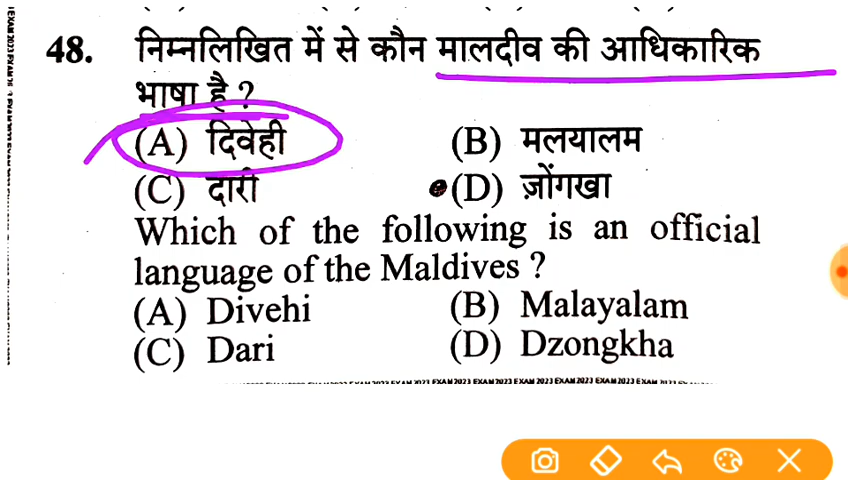 48. निम्नलिखित में से कौन मालदीव की आधिकारिक
भाषा है ?
(A) दिवेही (B) मलयालम
(C) दारी (D) ज़ोंगखा
Which of the following is an official
language of the Maldives ?
(A) Divehi (B) Malayalam
(C) Dari (D) Dzongkha